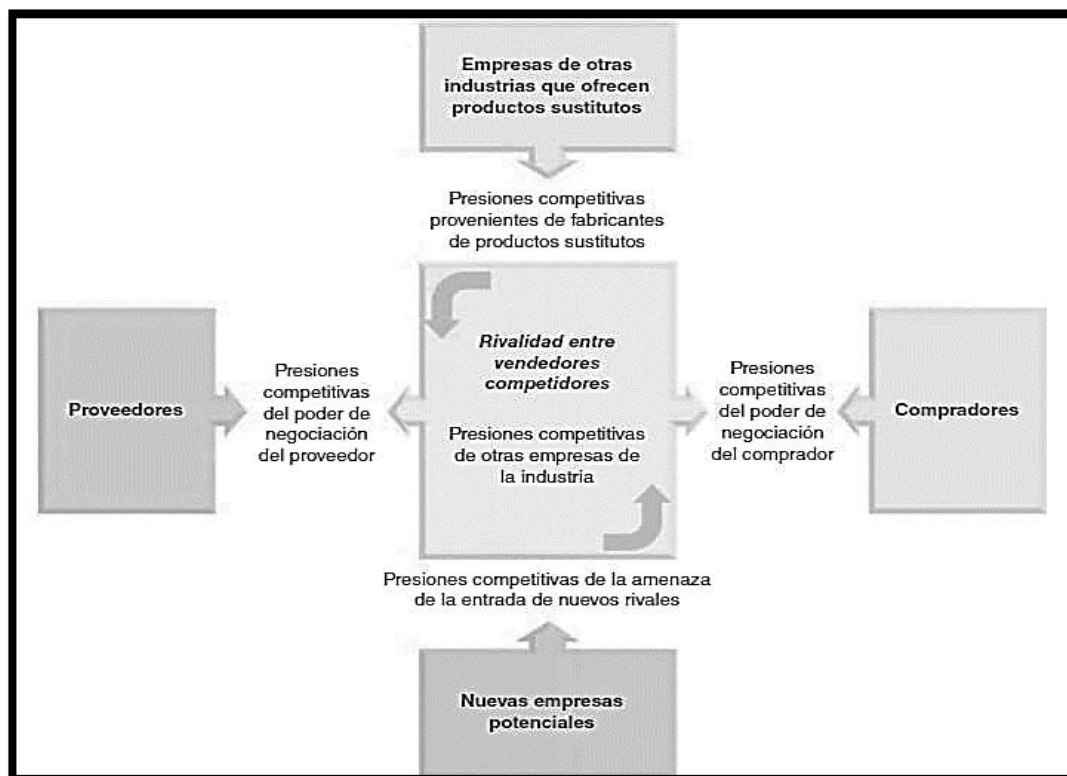 Empresas de otras
industrias que ofrecen
productos sustitutos
Presiones competitivas
provenientes de fabricantes
de productos sustitutos
Proveedores
Presiones
competitivas
del poder de
negociación
del proveedor
Rivalidad entre
vendedores
competidores
Presiones competitivas
de otras empresas de
la industria
Presiones
competitivas
del poder de
negociación
del comprador
Compradores
Presiones competitivas de la amenaza
de la entrada de nuevos rivales
Nuevas empresas
potenciales